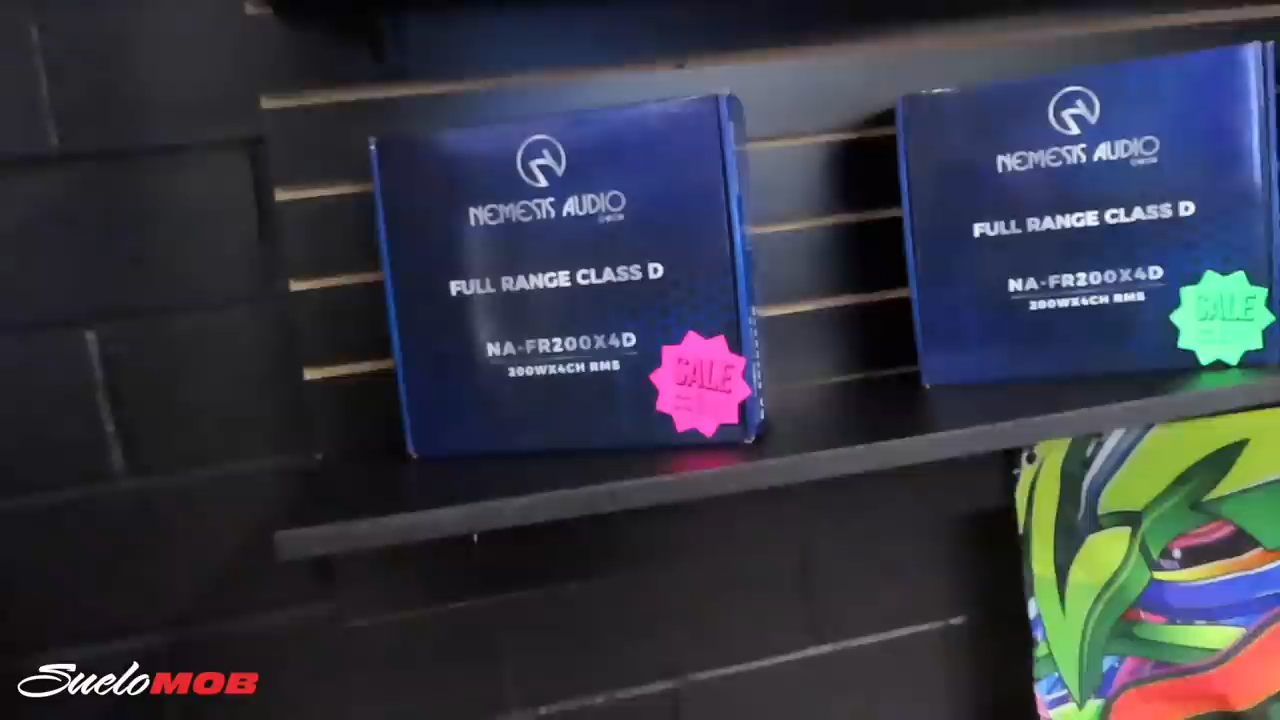 NEMESIS AUDIO
FULL RANGE CLASS D
NA-FR200X4D
200WX4CH RMS
SALE
NEMESIS AUDIO
FULL RANGE CLASS D
NA-FR200X4D
200WX4CH RMS
SALE
SueloMOB